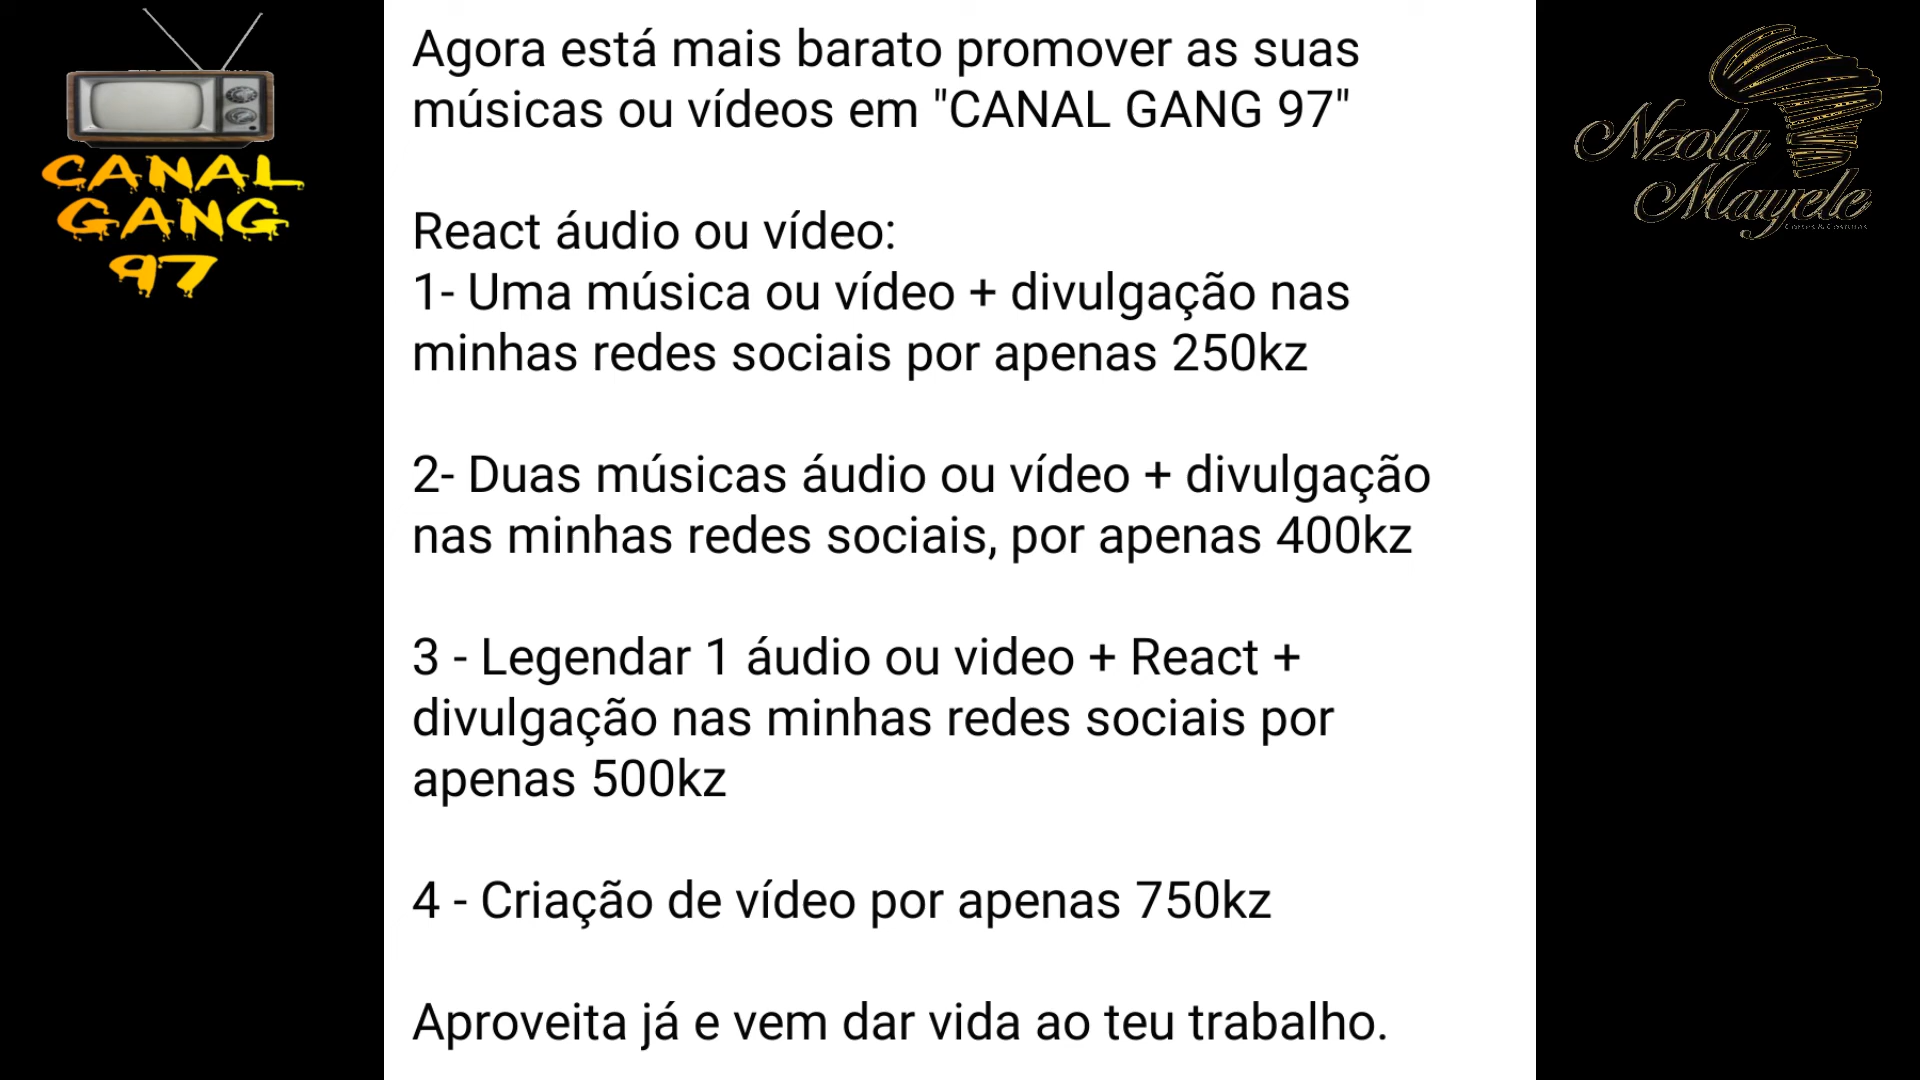 CANAL
GANG
97
Agora está mais barato promover as suas
músicas ou vídeos em "CANAL GANG 97"
React áudio ou vídeo:
1- Uma música ou vídeo + divulgação nas
minhas redes sociais por apenas 250kz
2- Duas músicas áudio ou vídeo + divulgação
nas minhas redes sociais, por apenas 400kz
3 - Legendar 1 áudio ou video + React +
divulgação nas minhas redes sociais por
apenas 500kz
4 - Criação de vídeo por apenas 750kz
Aproveita já e vem dar vida ao teu trabalho.
Nzola
Mayele